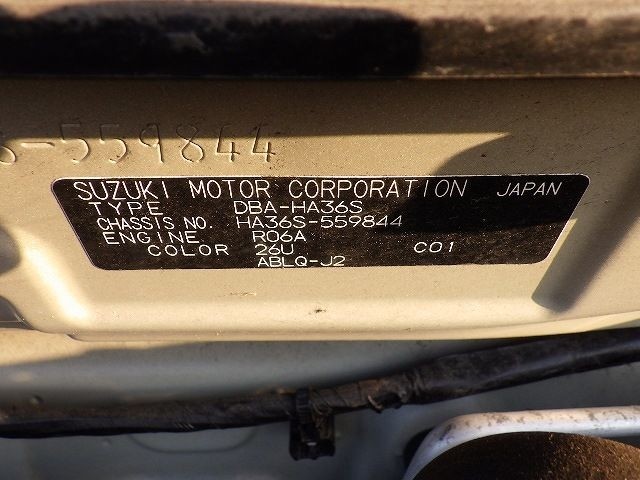 S-559844
SUZUKI MOTOR CORPORATION JAPAN
TYPE DBA-HA36S
CHASSIS NO. HA36S-559844
ENGINE R06A
COLOR 26U C01
ABLQ-J2